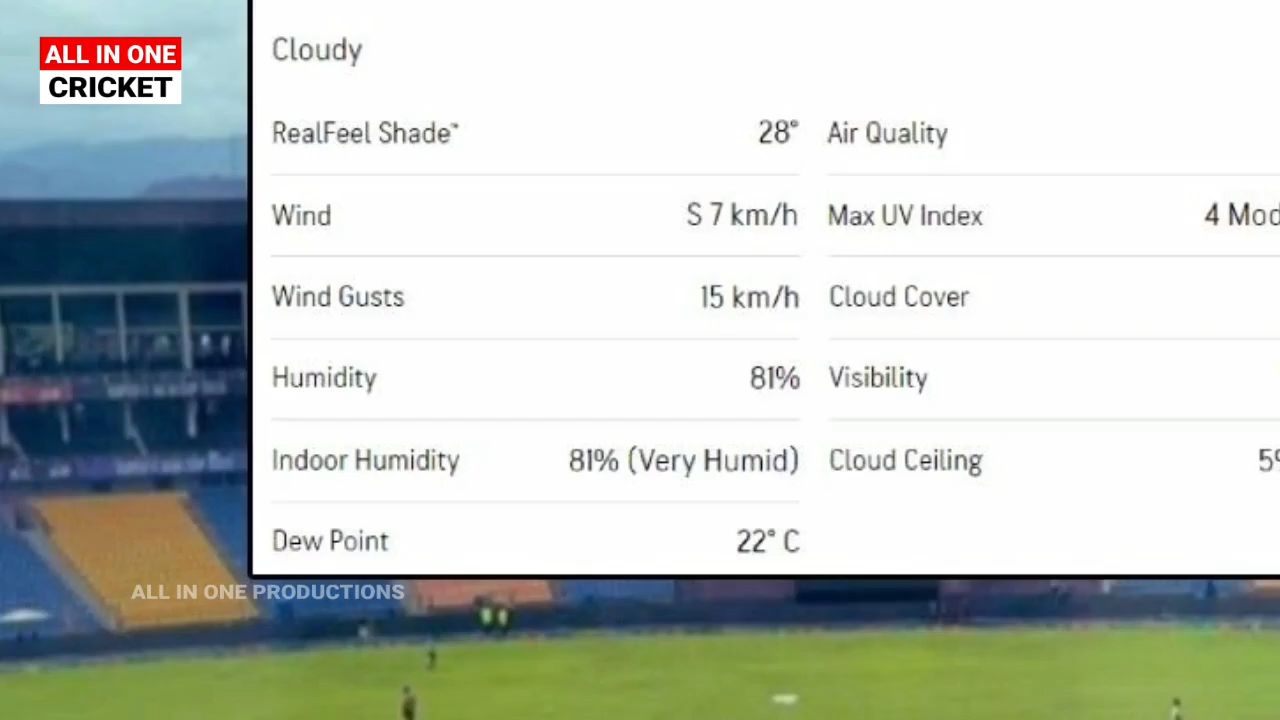 ALL IN ONE
CRICKET
Cloudy
RealFeel Shade™ 28°
Wind S 7 km/h
Wind Gusts 15 km/h
Humidity 81%
Indoor Humidity 81% (Very Humid)
Dew Point 22° C
Air Quality
Max UV Index 4 Mod
Cloud Cover
Visibility
Cloud Ceiling 59
ALL IN ONE PRODUCTIONS